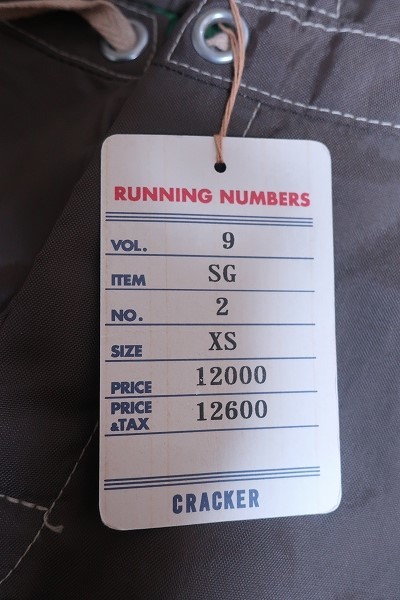 RUNNING NUMBERS
VOL. 9
ITEM SG
NO. 2
SIZE XS
PRICE 12000
PRICE
&TAX 12600
CRACKER